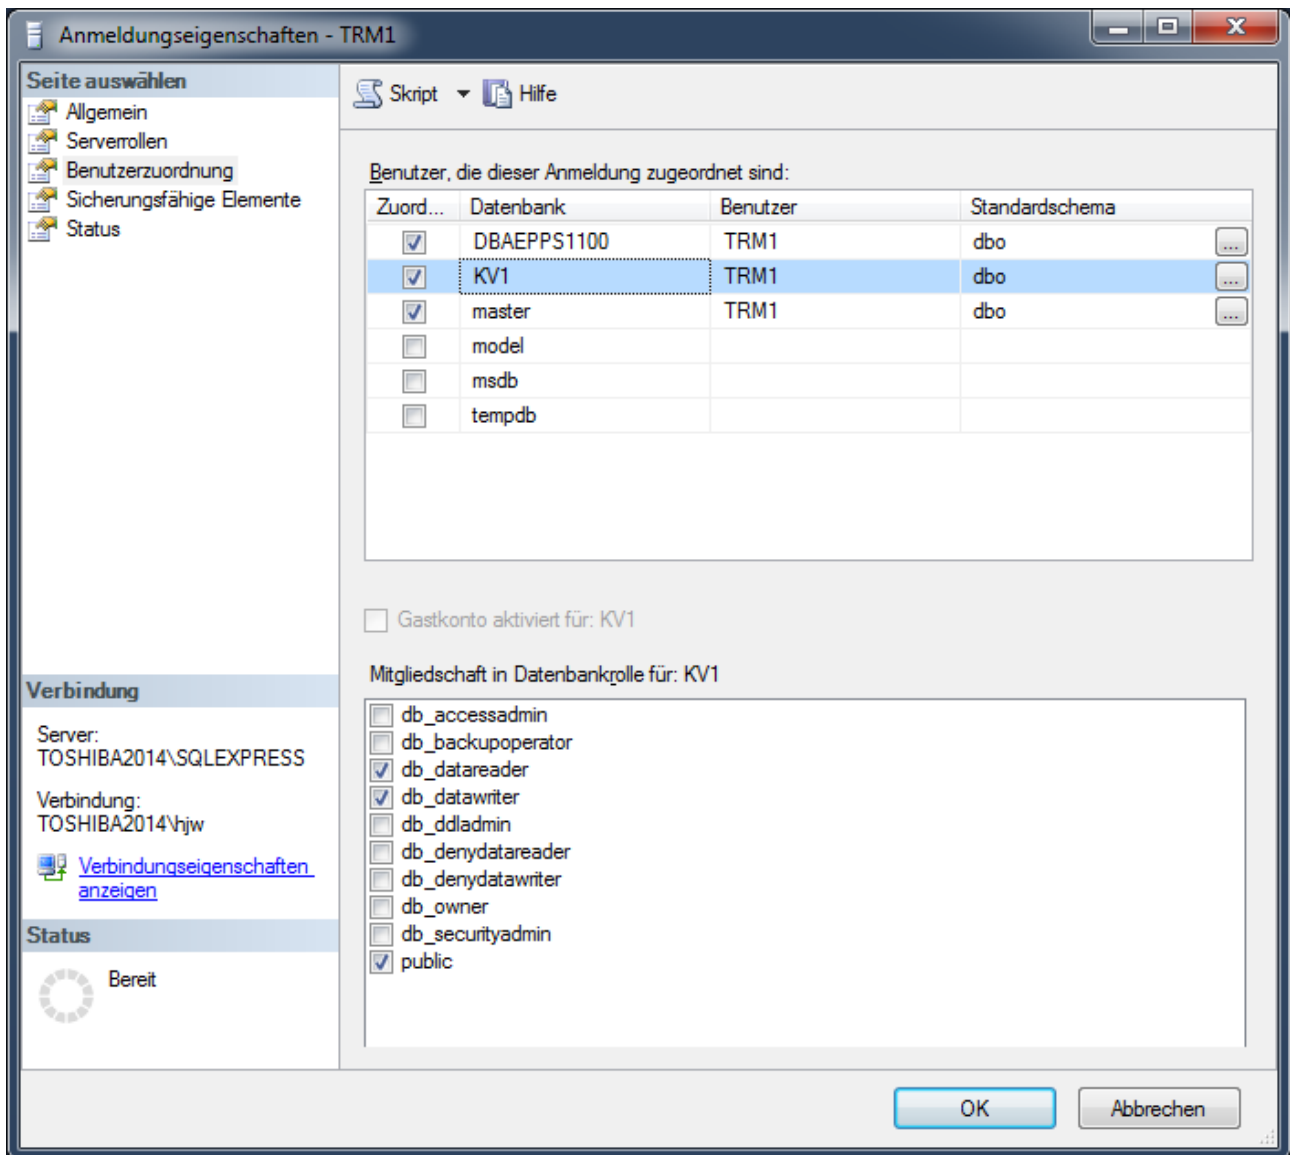 Anmeldungseigenschaften - TRM1
Seite auswählen
Allgemein
Serverrollen
Benutzerzuordnung
Sicherungsfähige Elemente
Status
Skript
Hilfe
Benutzer, die dieser Anmeldung zugeordnet sind:
Zuord... Datenbank Benutzer Standardschema
DBAEPPS1100 TRM1 dbo ...
KV1 TRM1 dbo ...
master TRM1 dbo ...
model
msdb
tempdb
Gastkonto aktiviert für: KV1
Mitgliedschaft in Datenbankrolle für: KV1
db_accessadmin
db_backupoperator
db_datareader
db_datawriter
db_ddladmin
db_denydatareader
db_denydatawriter
db_owner
db_securityadmin
public
Verbindung
Server:
TOSHIBA2014\SQLEXPRESS
Verbindung:
TOSHIBA2014\hjw
Verbindungseigenschaften
anzeigen
Status
Bereit
OK
Abbrechen